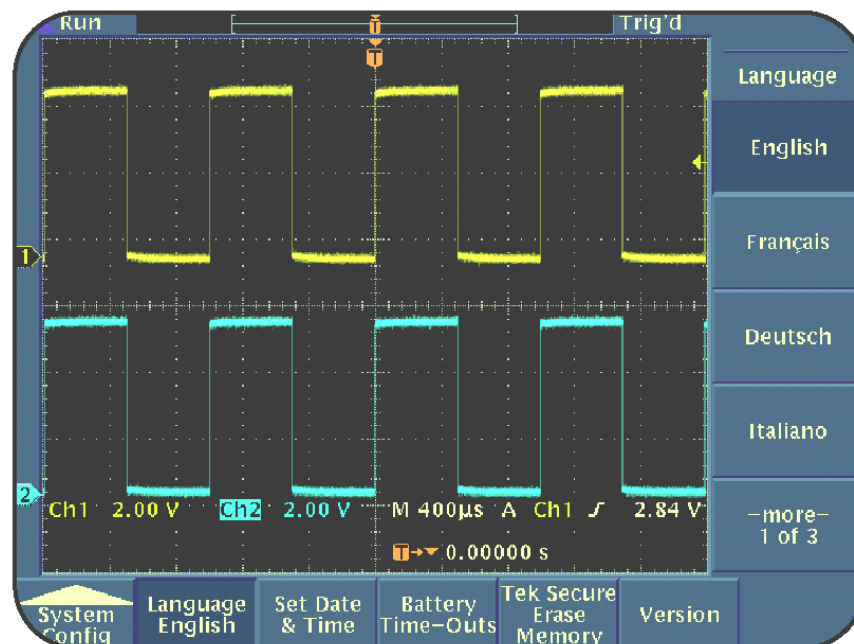 Run
Trig'd
T
T
Language
English
Français
Deutsch
Italiano
-more-
1 of 3
1
2
Ch1 2.00 V Ch2 2.00 V M 400µs A Ch1 2.84 V
T 0.00000 s
System
Config
Language
English
Set Date
& Time
Battery
Time-Outs
Tek Secure
Erase
Memory
Version